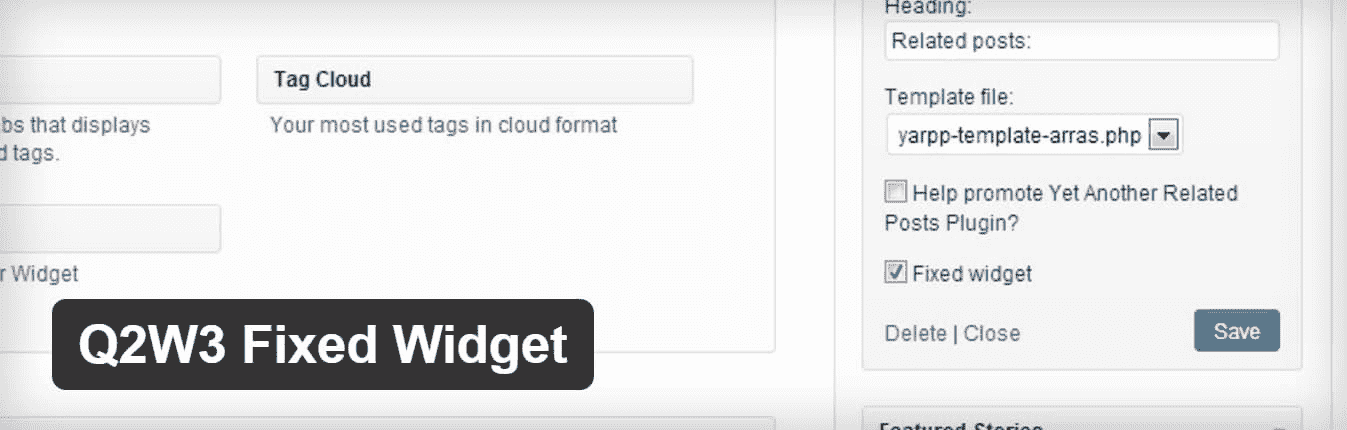 Tag Cloud
Your most used tags in cloud format
bs that displays
d tags.
r Widget
Q2W3 Fixed Widget
Heading:
Related posts:
Template file:
yarpp-template-arras.php
Help promote Yet Another Related
Posts Plugin?
Fixed widget
Delete | Close
Save
Featured Stories